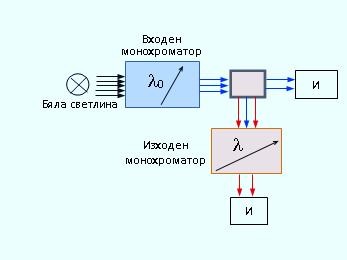 Входен
монохроматор
λ0
И
Бяла светлина
Изходен
монохроматор
λ
И